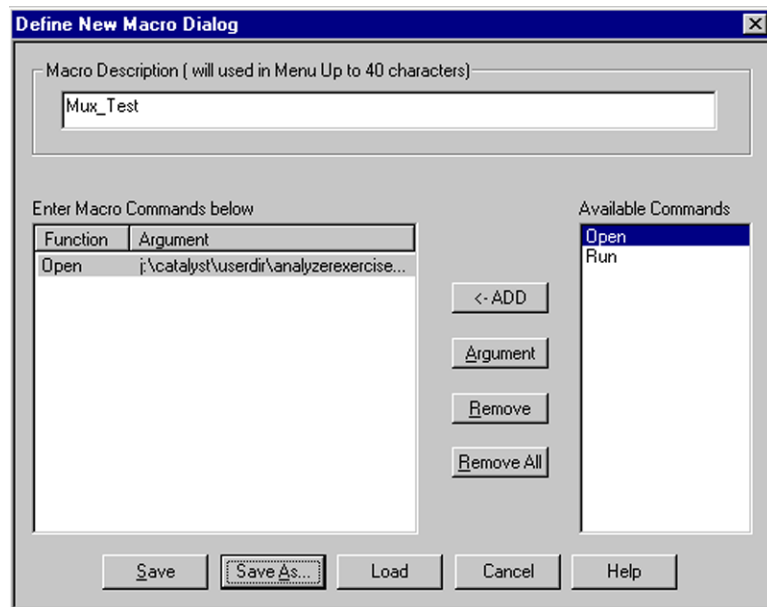 Define New Macro Dialog
Macro Description ( will used in Menu Up to 40 characters)
Mux_Test
Enter Macro Commands below
Function Argument
Open j:\catalyst\userdir\analyzerexercise...
Available Commands
Open
Run
<- ADD
Argument
Remove
Remove All
Save
Save As...
Load
Cancel
Help